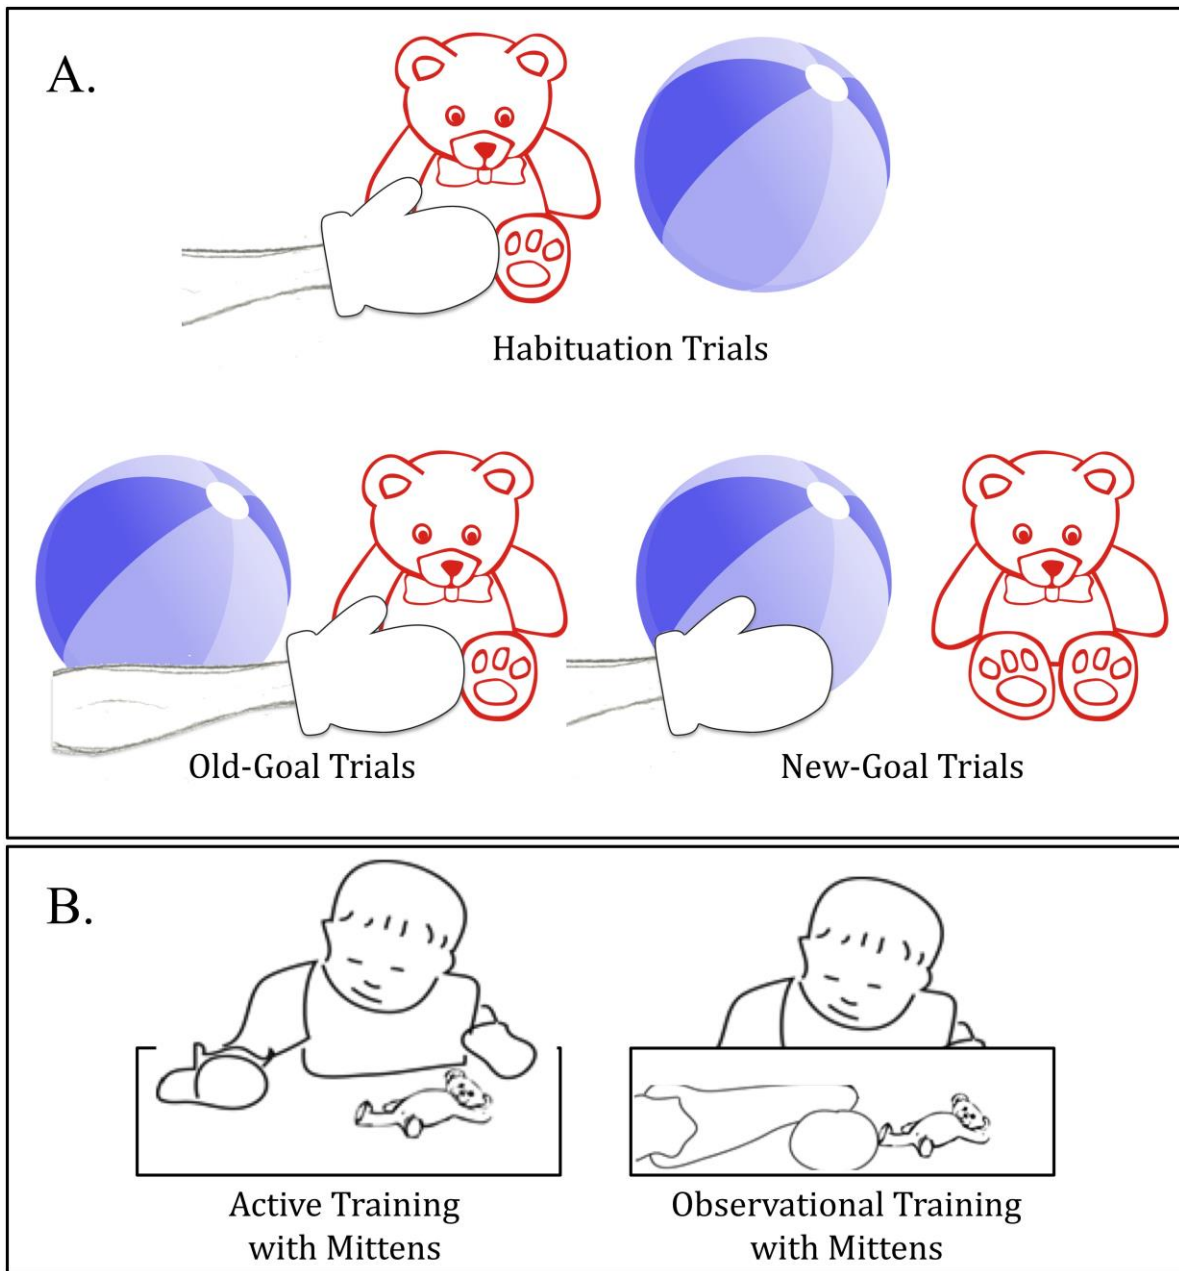 A.
Habituation Trials
Old-Goal Trials
New-Goal Trials
B.
Active Training
with Mittens
Observational Training
with Mittens